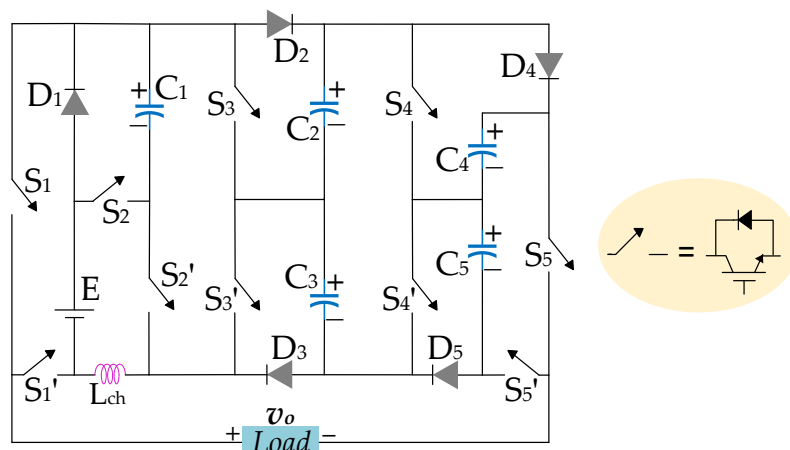 D2
D4
D1
+ C1
−
S3
C2 +
−
S4
C4 +
−
S1
S2
S2'
E
S3'
C3 +
−
S4'
C5 +
−
S5
− =
D3
D5
S1'
Lch
S5'
vo
+ Load −